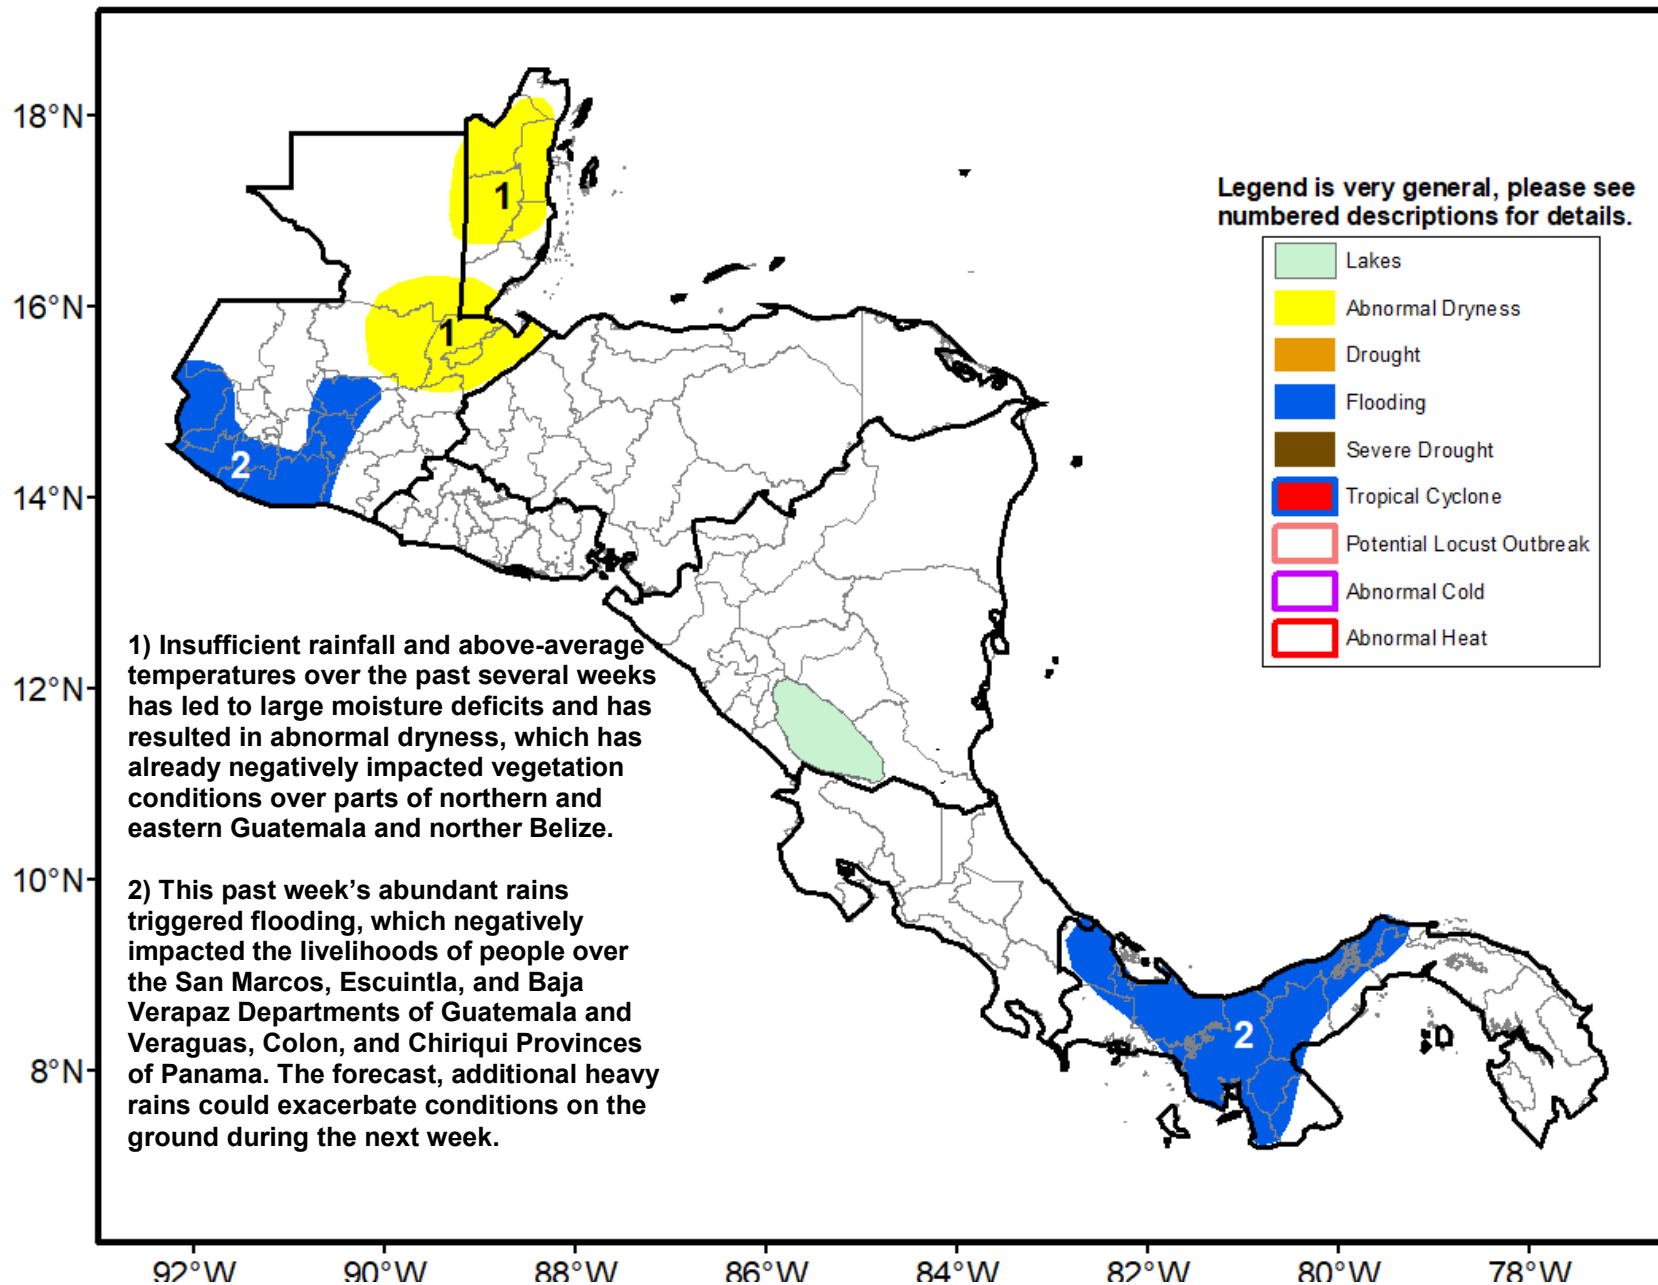 18°N
16°N
14°N
12°N
10°N
8°N
92°W
90°W
88°W
86°W
84°W
82°W
80°W
78°W
1
1
2
2
Legend is very general, please see
numbered descriptions for details.
Lakes
Abnormal Dryness
Drought
Flooding
Severe Drought
Tropical Cyclone
Potential Locust Outbreak
Abnormal Cold
Abnormal Heat
1) Insufficient rainfall and above-average
temperatures over the past several weeks
has led to large moisture deficits and has
resulted in abnormal dryness, which has
already negatively impacted vegetation
conditions over parts of northern and
eastern Guatemala and norther Belize.
2) This past week’s abundant rains
triggered flooding, which negatively
impacted the livelihoods of people over
the San Marcos, Escuintla, and Baja
Verapaz Departments of Guatemala and
Veraguas, Colon, and Chiriqui Provinces
of Panama. The forecast, additional heavy
rains could exacerbate conditions on the
ground during the next week.